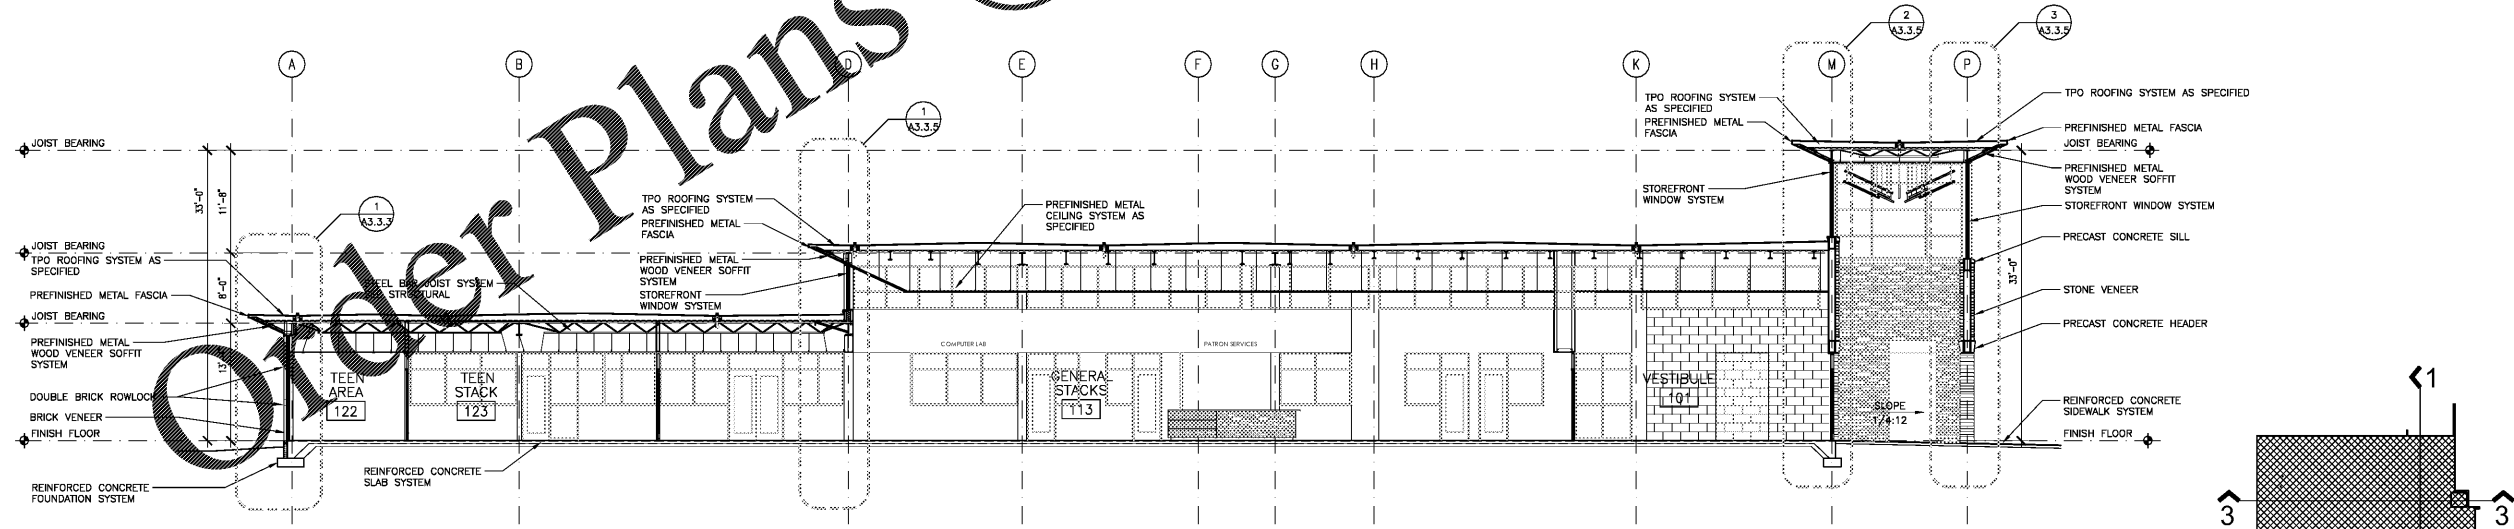 Order Plans
A
B
D
E
F
G
H
K
M
P
2
A3.3.5
3
A3.3.5
1
A3.3.5
1
A3.3.3
JOIST BEARING
33'-0"
11'-8"
JOIST BEARING
TPO ROOFING SYSTEM AS
SPECIFIED
8'-0"
PREFINISHED METAL FASCIA
JOIST BEARING
PREFINISHED METAL
WOOD VENEER SOFFIT
SYSTEM
DOUBLE BRICK ROWLOCK
BRICK VENEER
FINISH FLOOR
REINFORCED CONCRETE
FOUNDATION SYSTEM
BAR JOIST SYSTEM
STRUCTURAL
TEEN
AREA
122
TEEN
STACK
123
REINFORCED CONCRETE
SLAB SYSTEM
TPO ROOFING SYSTEM
AS SPECIFIED
PREFINISHED METAL
FASCIA
PREFINISHED METAL
WOOD VENEER SOFFIT
SYSTEM
STOREFRONT
WINDOW SYSTEM
PREFINISHED METAL
CEILING SYSTEM AS
SPECIFIED
COMPUTER LAB
PATRON SERVICES
GENERAL
STACKS
113
VESTIBULE
101
TPO ROOFING SYSTEM
AS SPECIFIED
PREFINISHED METAL
FASCIA
STOREFRONT
WINDOW SYSTEM
SLOPE
1/4:12
TPO ROOFING SYSTEM AS SPECIFIED
PREFINISHED METAL FASCIA
JOIST BEARING
PREFINISHED METAL
WOOD VENEER SOFFIT
SYSTEM
STOREFRONT WINDOW SYSTEM
PRECAST CONCRETE SILL
33'-0"
STONE VENEER
PRECAST CONCRETE HEADER
REINFORCED CONCRETE
SIDEWALK SYSTEM
FINISH FLOOR
1
3
3